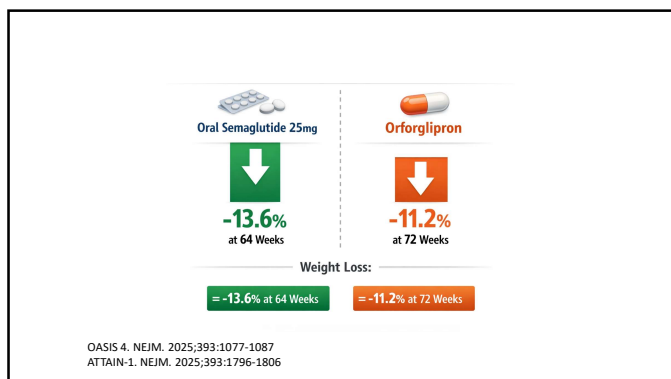 Oral Semaglutide 25mg
Orforglipron
-13.6%
at 64 Weeks
-11.2%
at 72 Weeks
Weight Loss:
= -13.6% at 64 Weeks
= -11.2% at 72 Weeks
OASIS 4. NEJM. 2025;393:1077-1087
ATTAIN-1. NEJM. 2025;393:1796-1806